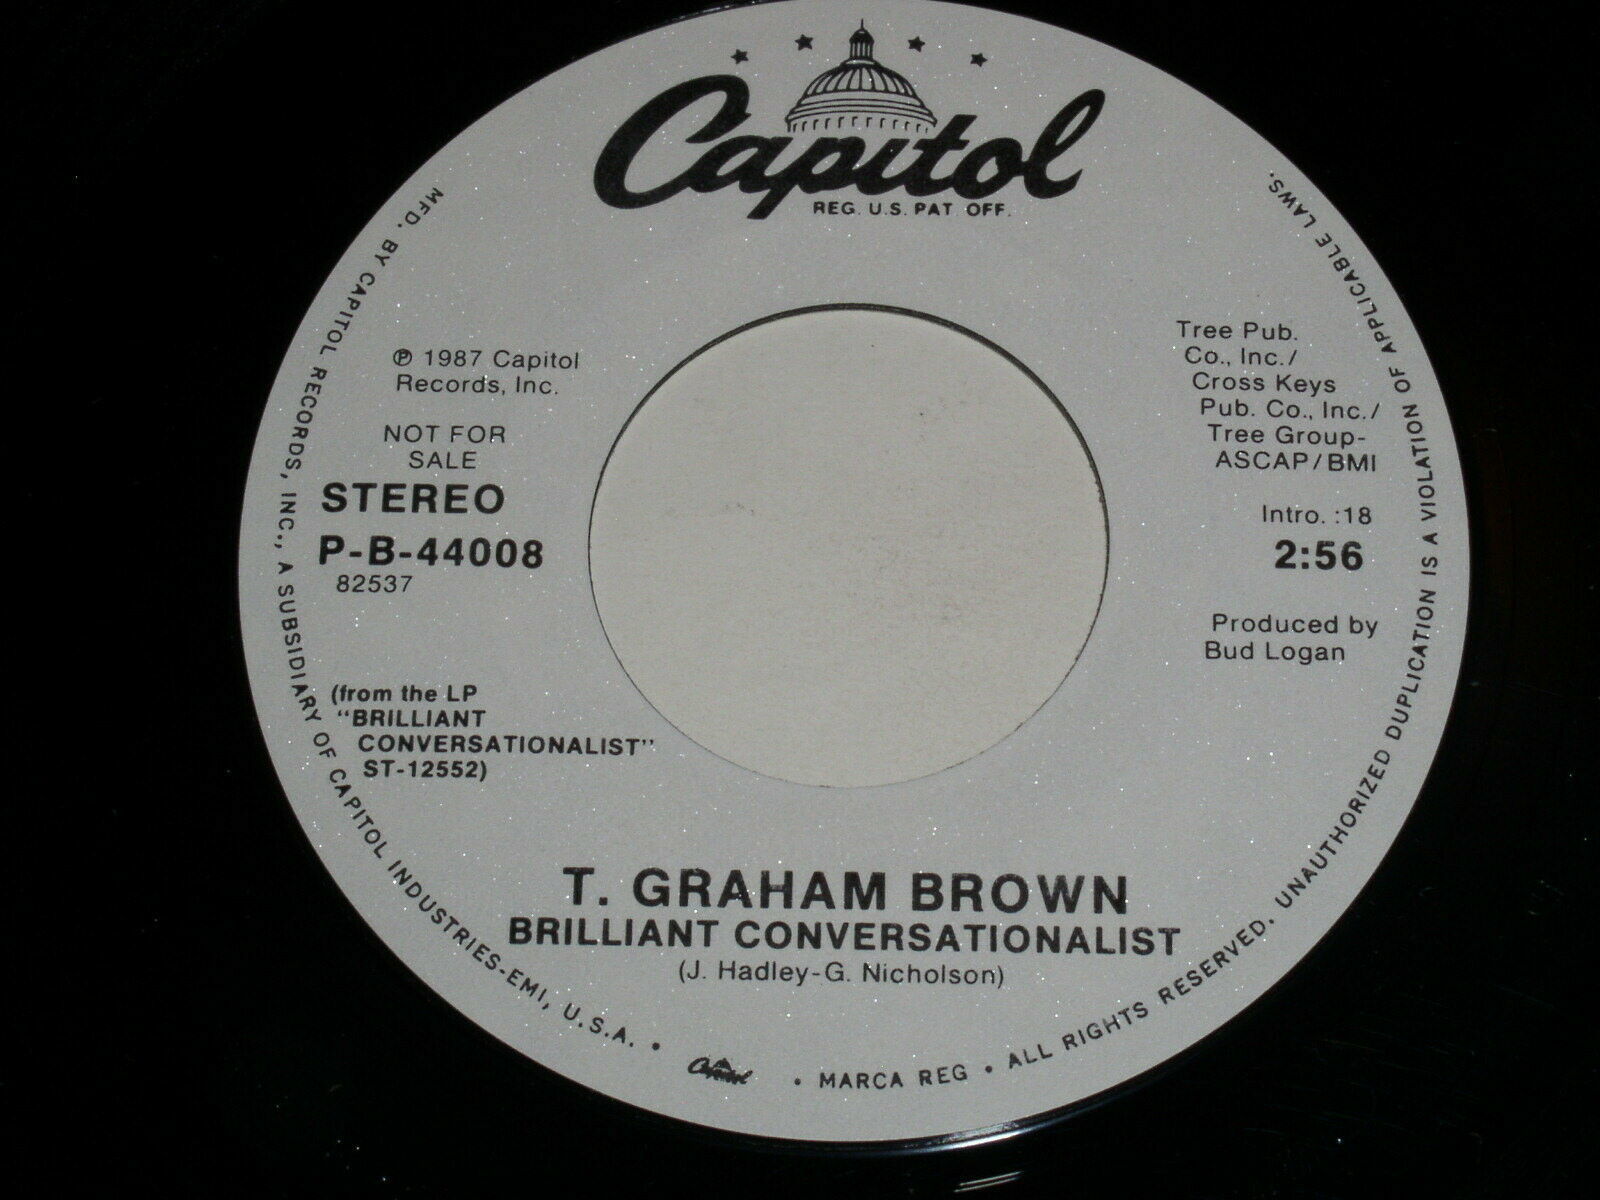 Capitol
REG. U.S. PAT. OFF.
℗ 1987 Capitol
Records, Inc.
NOT FOR
SALE
STEREO
P-B-44008
82537
(from the LP
"BRILLIANT
CONVERSATIONALIST"
ST-12552)
Tree Pub.
Co., Inc./
Cross Keys
Pub. Co., Inc./
Tree Group-
ASCAP/BMI
Intro. :18
2:56
Produced by
Bud Logan
T. GRAHAM BROWN
BRILLIANT CONVERSATIONALIST
(J. Hadley-G. Nicholson)
MFD. BY CAPITOL RECORDS, INC., A SUBSIDIARY OF CAPITOL INDUSTRIES-EMI, U.S.A. • Capitol • MARCA REG • ALL RIGHTS RESERVED. UNAUTHORIZED DUPLICATION IS A VIOLATION OF APPLICABLE LAWS.